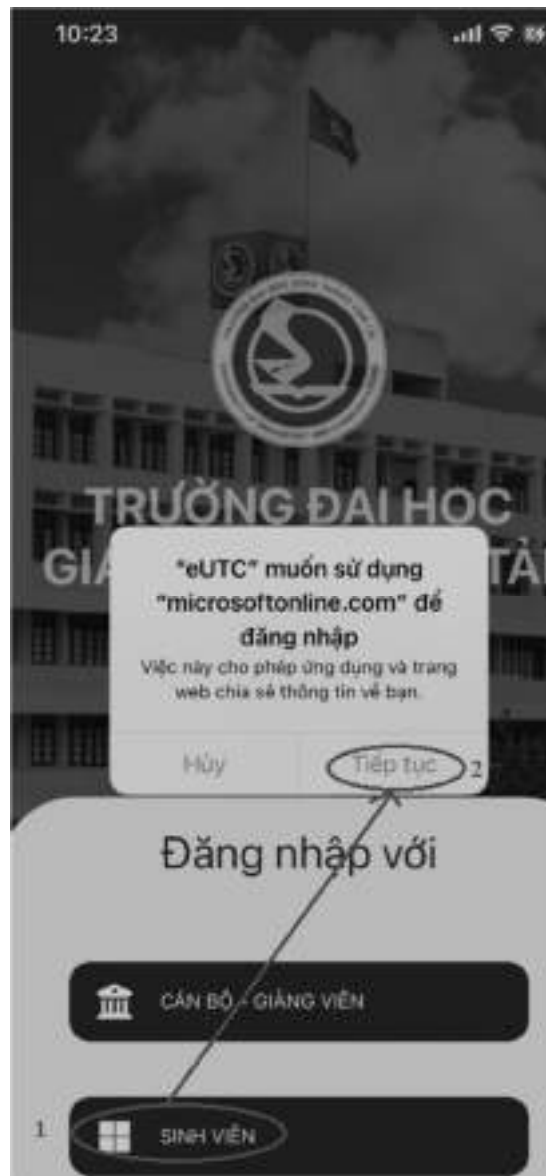 10:23
TRƯỜNG ĐẠI HỌC
GIA TẢI
"eUTC" muốn sử dụng
"microsoftonline.com" để
đăng nhập
Việc này cho phép ứng dụng và trang
web chia sẻ thông tin về bạn.
Hủy
Tiếp tục 2
Đăng nhập với
CÁN BỘ - GIẢNG VIÊN
1 SINH VIÊN